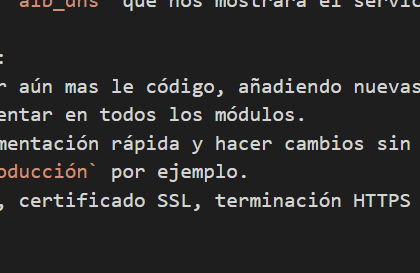 `alb_dns` que nos mostrará el servic
:
r aún mas le código, añadiendo nuevas
entar en todos los módulos.
mentación rápida y hacer cambios sin
oducción` por ejemplo.
, certificado SSL, terminación HTTPS